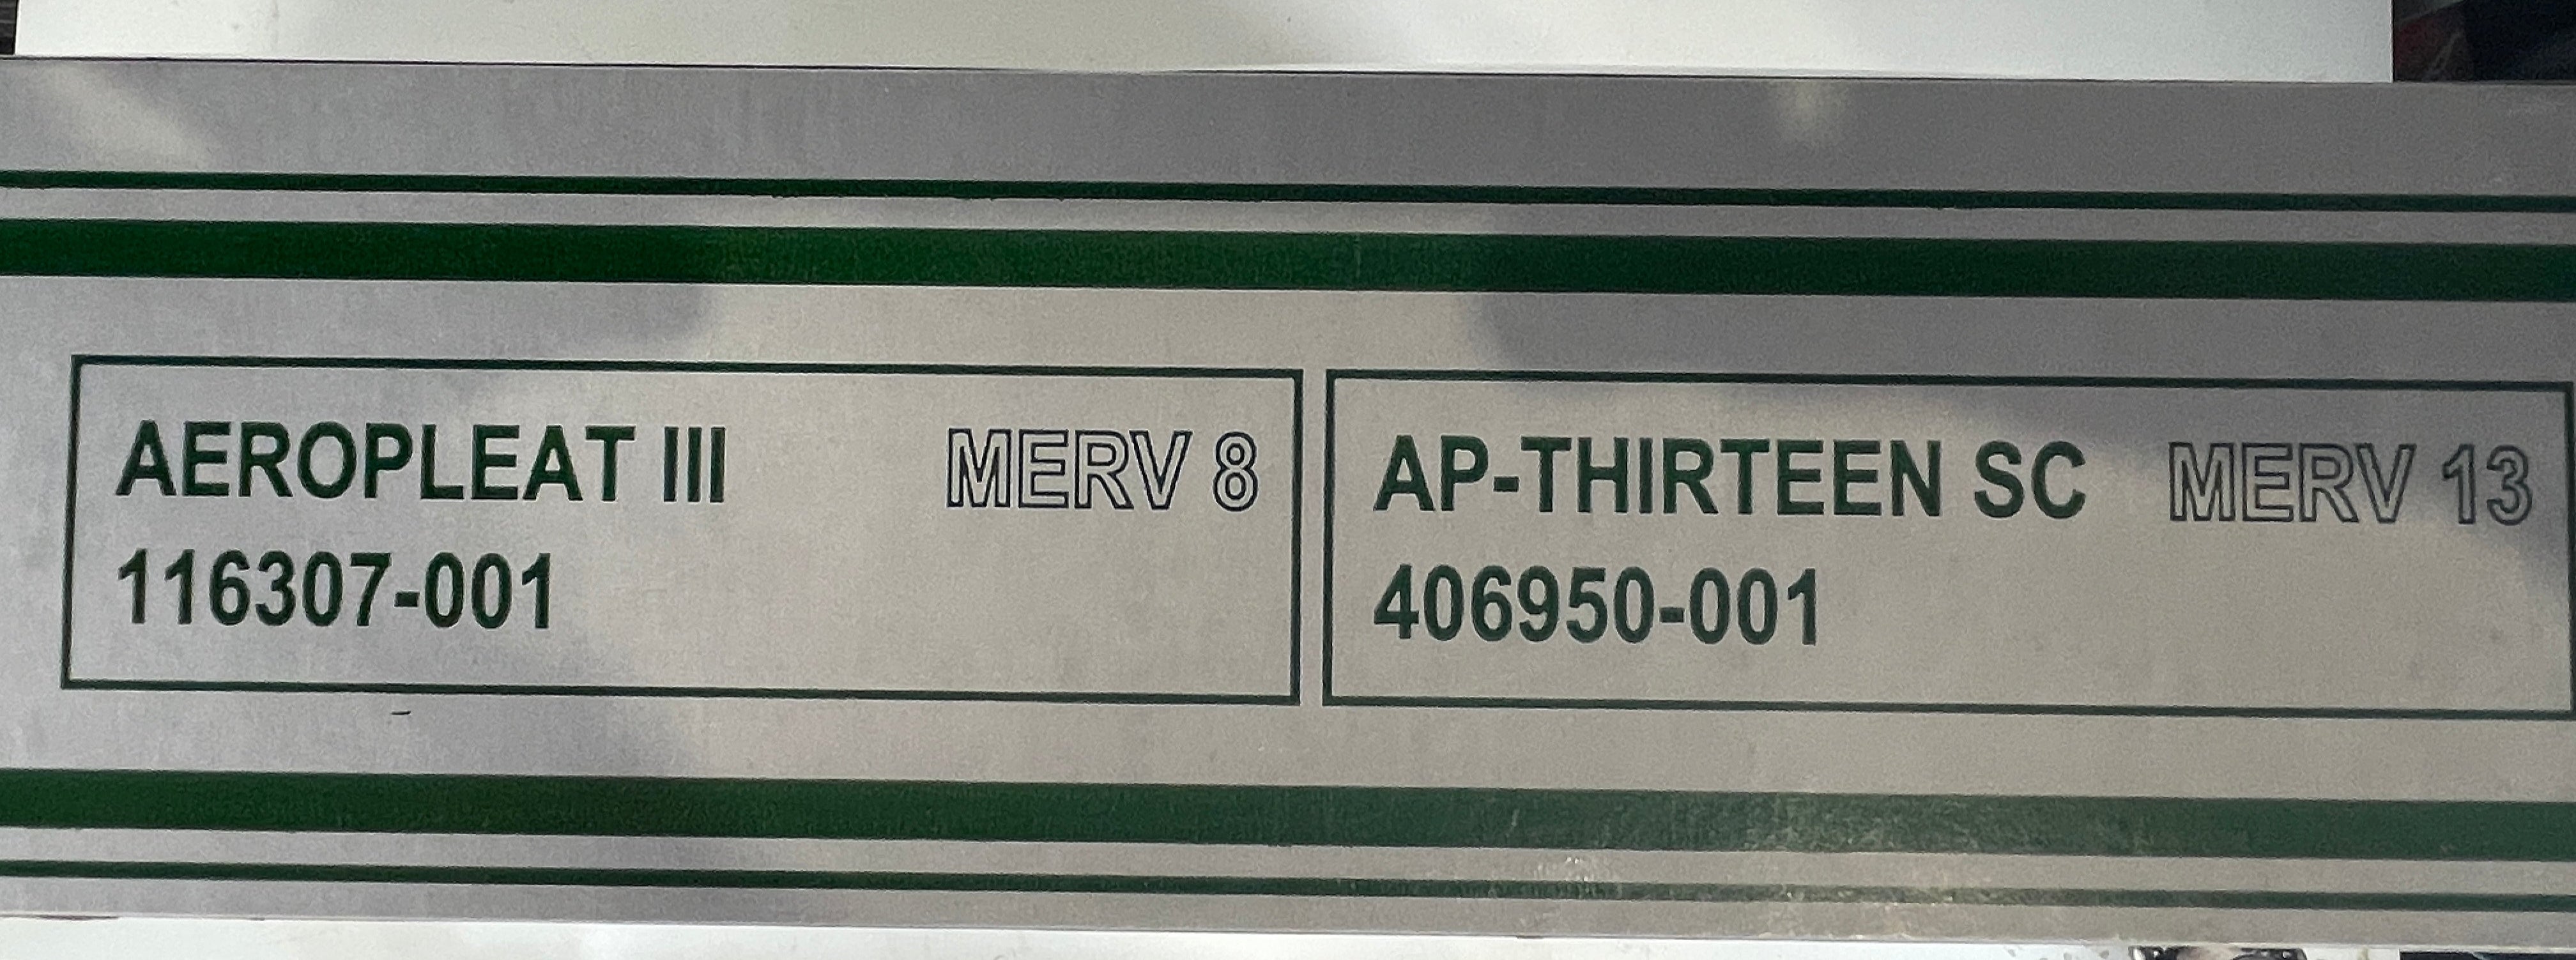 AEROPLEAT III MERV 8
116307-001
AP-THIRTEEN SC MERV 13
406950-001